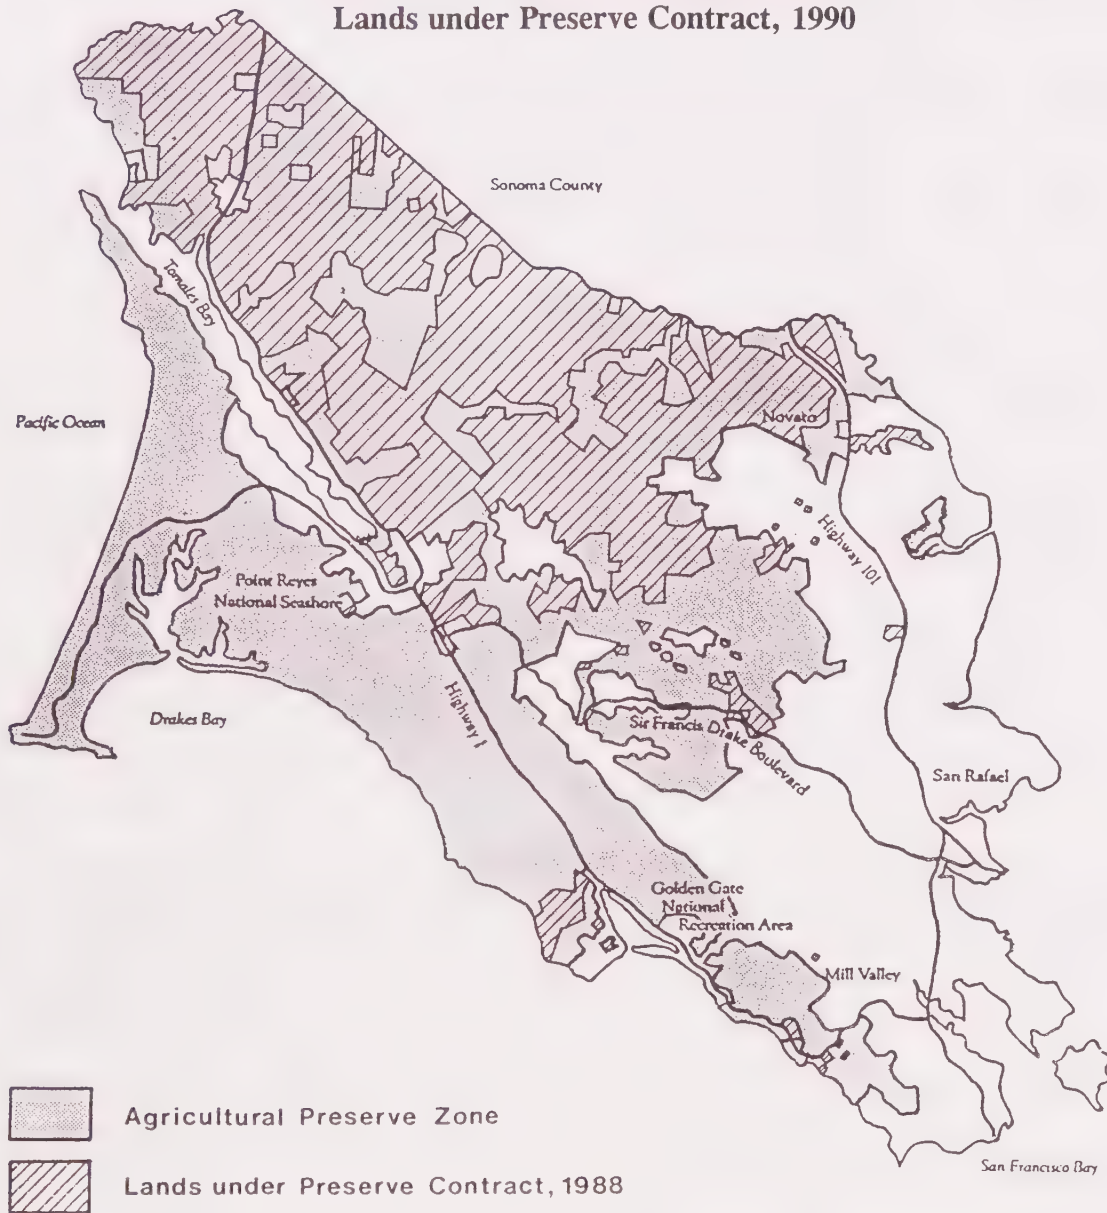 Lands under Preserve Contract, 1990
Sonoma County
Tomales Bay
Pacific Ocean
Novato
Highway 101
Point Reyes
National Seashore
Drakes Bay
Highway 1
Sir Francis Drake Boulevard
San Rafael
Golden Gate
National
Recreation Area
Mill Valley
Agricultural Preserve Zone
San Francisco Bay
Lands under Preserve Contract, 1988